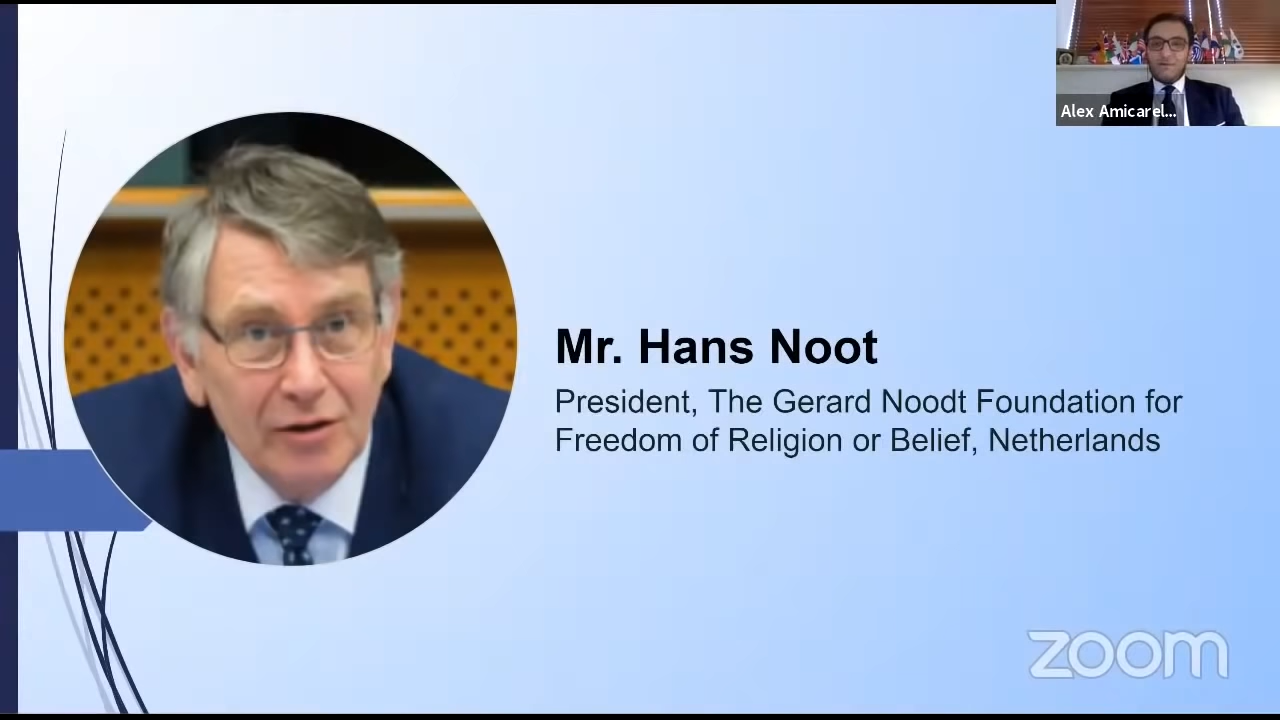 Alex Amicarel...
Mr. Hans Noot
President, The Gerard Noodt Foundation for
Freedom of Religion or Belief, Netherlands
zoom